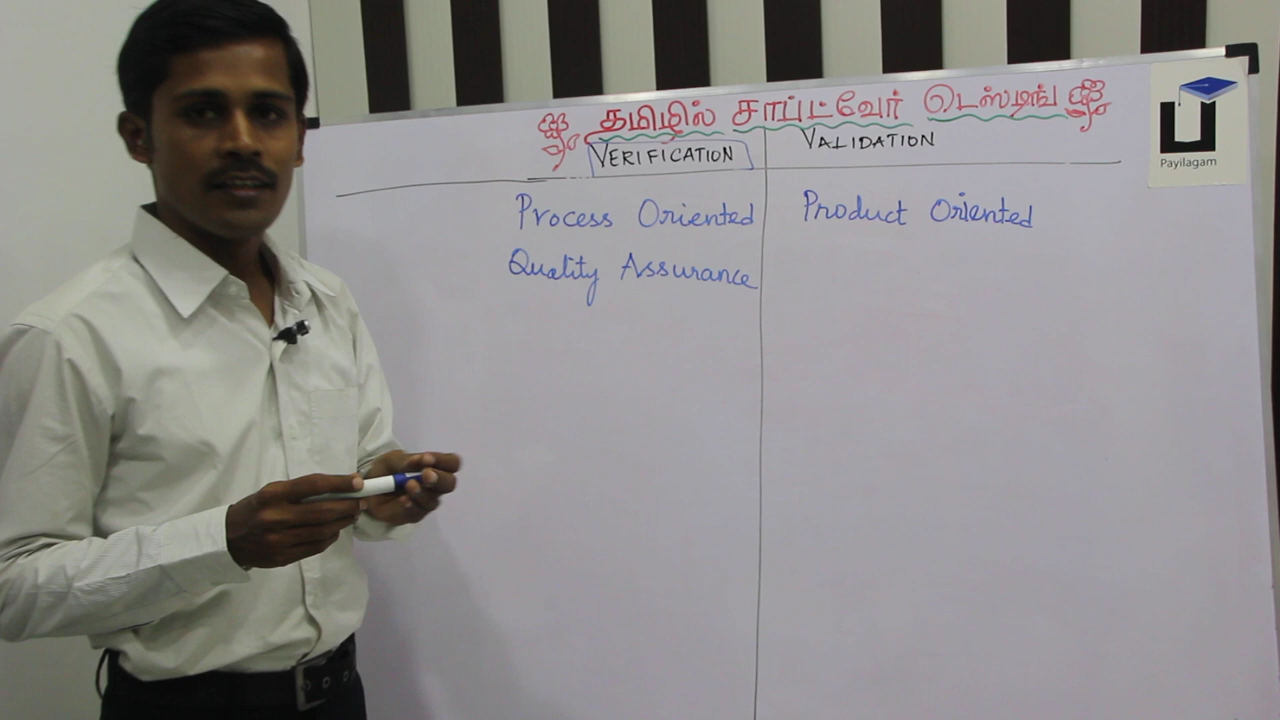 தமிழில் சாப்ட்வேர் டெஸ்டிங்
VERIFICATION VALIDATION
Process Oriented Product Oriented
Quality Assurance
Payilagam